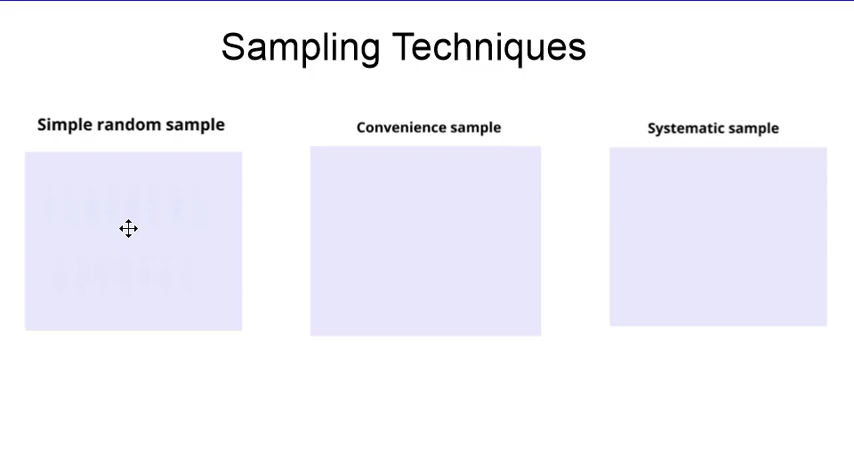 Sampling Techniques
Simple random sample
Convenience sample
Systematic sample